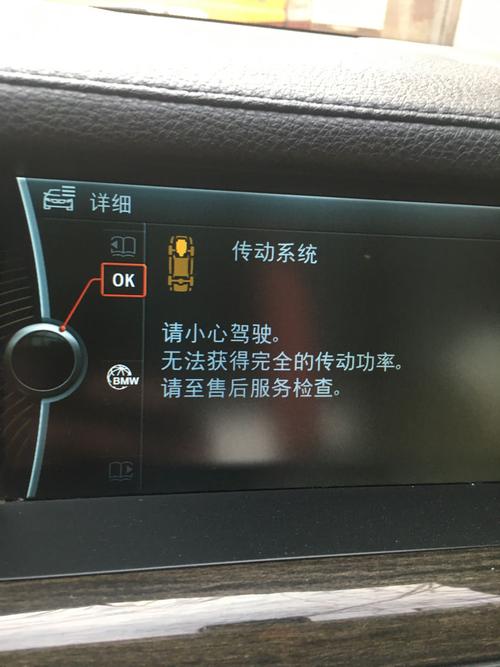 详细
传动系统
OK
请小心驾驶。
无法获得完全的传动功率。
BMW
请至售后服务检查。